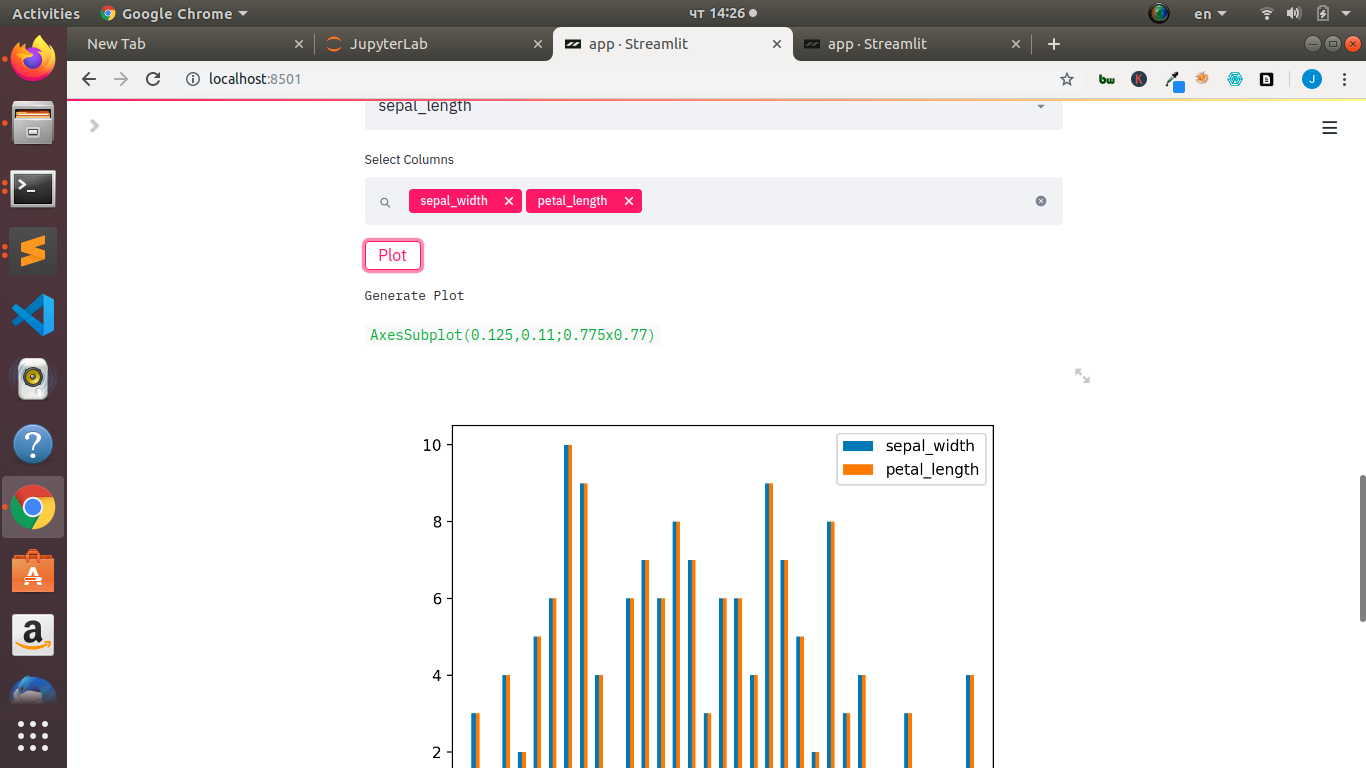 Activities Google Chrome чт 14:26 en
New Tab JupyterLab app · Streamlit app · Streamlit
localhost:8501 bw K J
sepal_length
Select Columns
sepal_width petal_length
Plot
Generate Plot
AxesSubplot(0.125,0.11;0.775x0.77)
sepal_width
petal_length
10
8
6
4
2